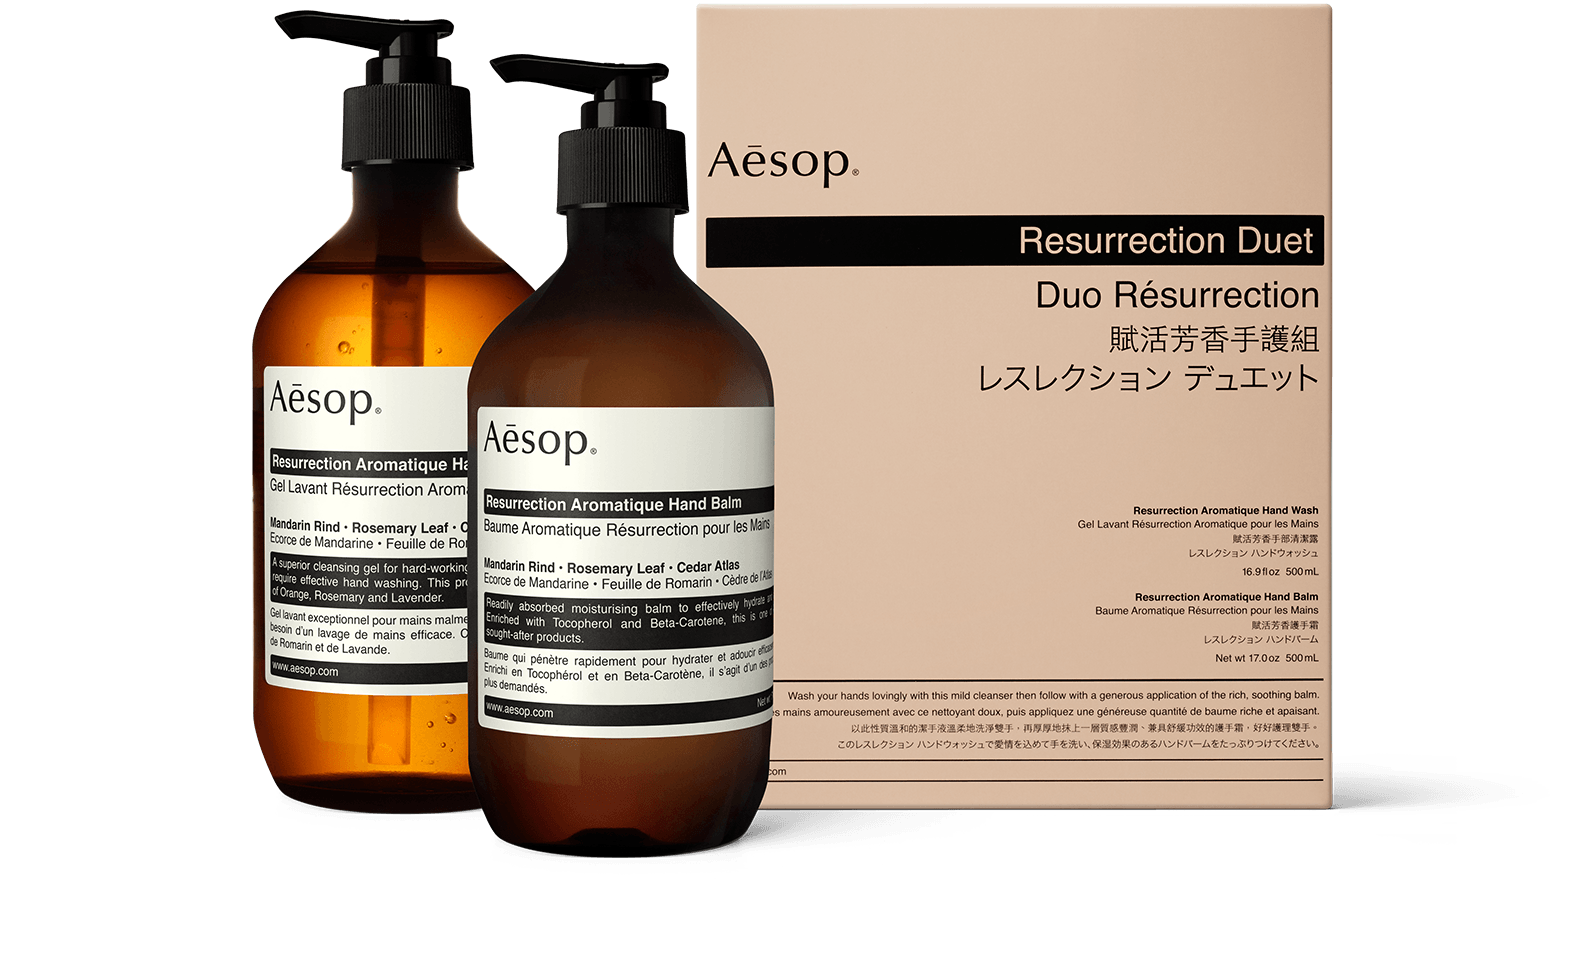 Aēsop®
Resurrection Duet
Duo Résurrection
賦活芳香手護組
レスレクション デュエット
Resurrection Aromatique Hand Wash
Gel Lavant Résurrection Aromatique pour les Mains
賦活芳香手部清潔露
レスレクション ハンドウォッシュ
16.9 fl oz 500 mL
Resurrection Aromatique Hand Balm
Baume Aromatique Résurrection pour les Mains
賦活芳香護手霜
レスレクション ハンドバーム
Net wt 17.0 oz 500 mL
Wash your hands lovingly with this mild cleanser then follow with a generous application of the rich, soothing balm.
mains amoureusement avec ce nettoyant doux, puis appliquez une généreuse quantité de baume riche et apaisant.
以此性質溫和的潔手液溫柔地洗淨雙手，再厚厚地抹上一層質感豐潤、兼具舒緩功效的護手霜，好好護理雙手。
このレスレクション ハンドウォッシュで愛情を込めて手を洗い、保湿効果のあるハンドバームをたっぷりつけてください。
.com
Aēsop®
Resurrection Aromatique
Gel Lavant Résurrection
Mandarin Rind • Rosemary Leaf •
Ecorce de Mandarine • Feuille de
A superior cleansing gel for hard-working
require effective hand washing. This
of Orange, Rosemary and Lavender.
Gel lavant exceptionnel pour mains
besoin d'un lavage de mains efficace.
de Romarin et de Lavande.
www.aesop.com
Aēsop®
Resurrection Aromatique Hand Balm
Baume Aromatique Résurrection pour les Mains
Mandarin Rind • Rosemary Leaf • Cedar Atlas
Ecorce de Mandarine • Feuille de Romarin • Cèdre de l'Atlas
Readily absorbed moisturising balm to effectively hydrate
Enriched with Tocopherol and Beta-Carotene, this is one
sought-after products.
Baume qui pénètre rapidement pour hydrater et adoucir
Enrichi en Tocophérol et en Beta-Carotène, il s'agit d'un des
plus demandés.
www.aesop.com Net